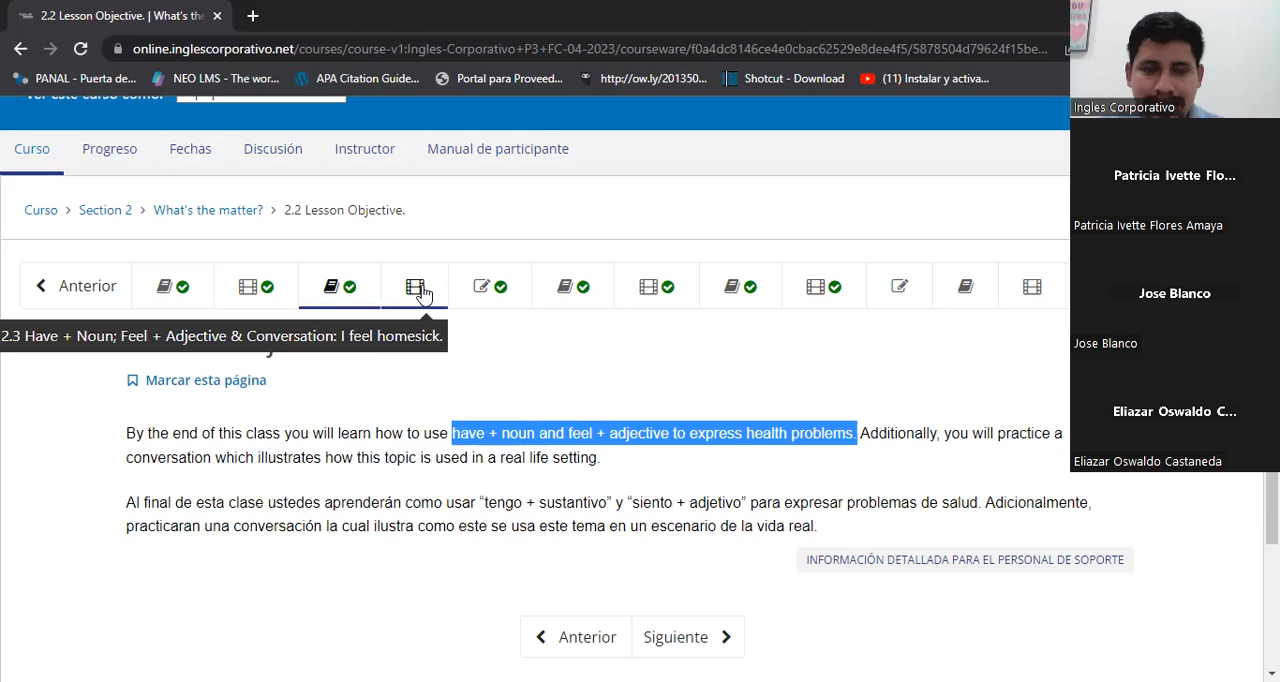 2.2 Lesson Objective. | What's the
online.inglescorporativo.net/courses/course-v1:Ingles-Corporativo+P3+FC-04-2023/courseware/f0a4dc8146ce4e0cbac62529e8dee4f5/5878504d79624f15be...
PANAL - Puerta de...
NEO LMS - The wor...
APA Citation Guide...
Portal para Proveed...
http://ow.ly/201350...
Shotcut - Download
(11) Instalar y activa...
Ver este curso como:
Curso
Progreso
Fechas
Discusión
Instructor
Manual de participante
Curso > Section 2 > What's the matter? > 2.2 Lesson Objective.
Anterior
2.3 Have + Noun; Feel + Adjective & Conversation: I feel homesick.
Marcar esta página
By the end of this class you will learn how to use have + noun and feel + adjective to express health problems. Additionally, you will practice a
conversation which illustrates how this topic is used in a real life setting.
Al final de esta clase ustedes aprenderán como usar “tengo + sustantivo” y “siento + adjetivo” para expresar problemas de salud. Adicionalmente,
practicaran una conversación la cual ilustra como este se usa este tema en un escenario de la vida real.
INFORMACIÓN DETALLADA PARA EL PERSONAL DE SOPORTE
Anterior
Siguiente
YOU
Ingles Corporativo
Patricia Ivette Flo...
Patricia Ivette Flores Amaya
Jose Blanco
Jose Blanco
Eliazar Oswaldo C...
Eliazar Oswaldo Castaneda